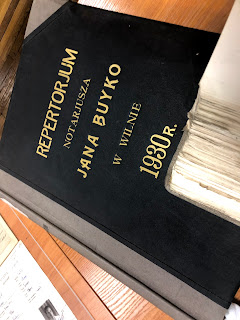 REPERTORJUM
NOTARJUSZA
JANA BUYKO
W WILNIE
1930 R.